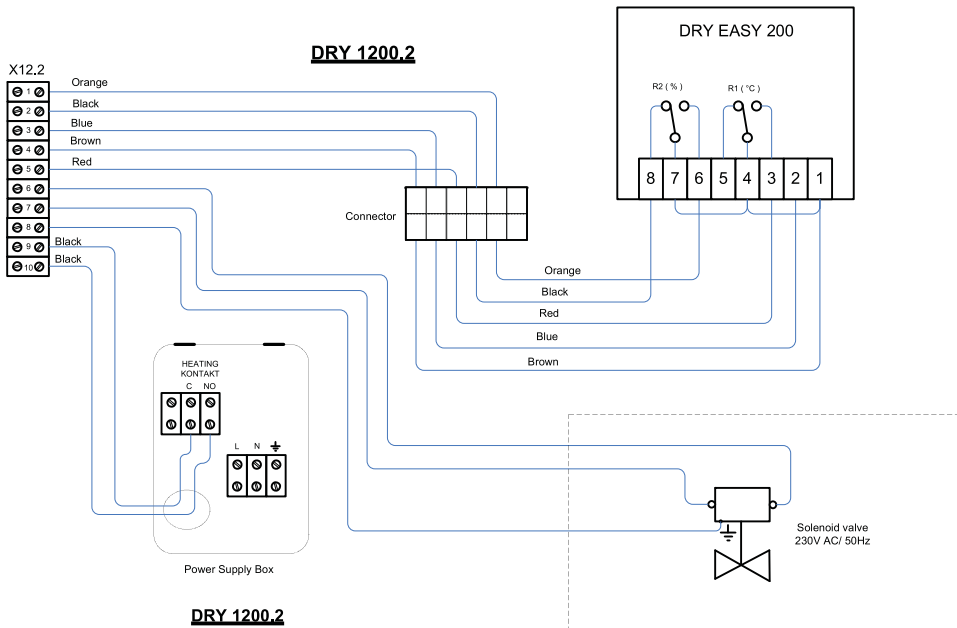 DRY EASY 200
DRY 1200.2
X12.2
R2 ( % )
R1 ( °C )
1
Orange
2
Black
3
Blue
4
Brown
5
Red
6
7
8
9
Black
10
Black
8 7 6 5 4 3 2 1
Connector
Orange
Black
Red
Blue
Brown
HEATING
KONTAKT
C NO
L N
Solenoid valve
230V AC/ 50Hz
Power Supply Box
DRY 1200.2